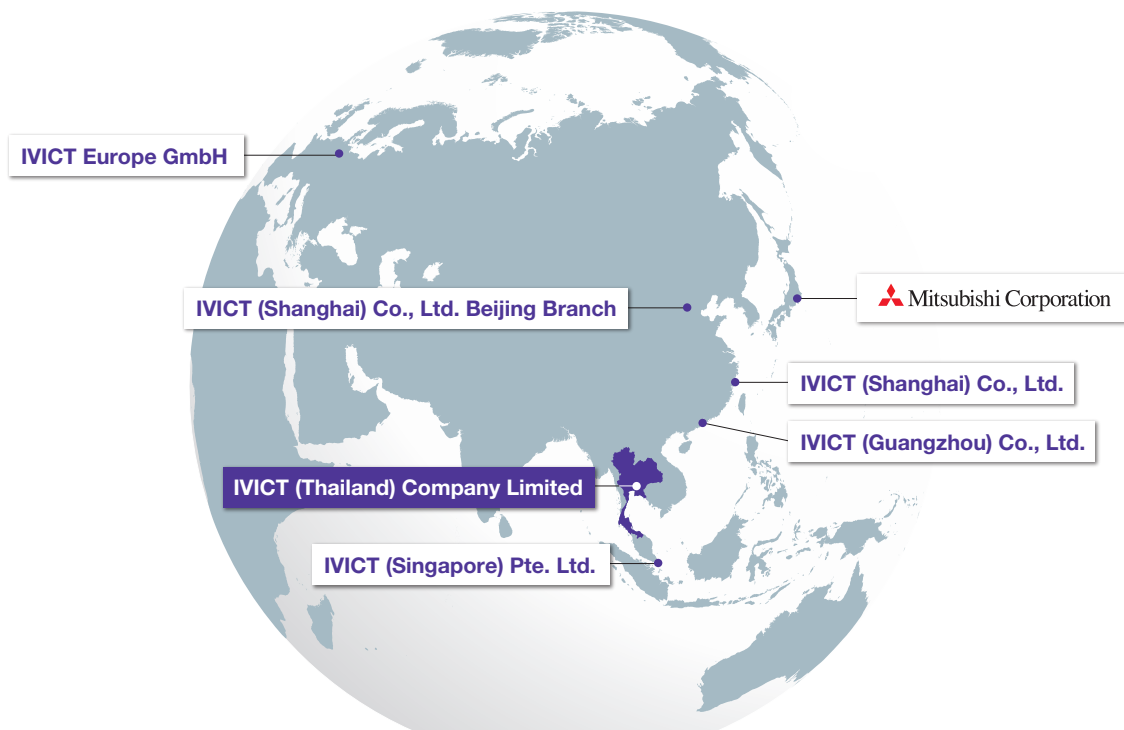 IVICT Europe GmbH
IVICT (Shanghai) Co., Ltd. Beijing Branch
Mitsubishi Corporation
IVICT (Shanghai) Co., Ltd.
IVICT (Guangzhou) Co., Ltd.
IVICT (Thailand) Company Limited
IVICT (Singapore) Pte. Ltd.